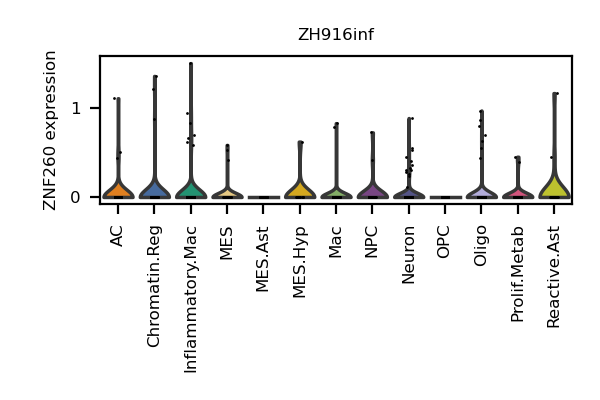 ZH916inf
ZNF260 expression
1
0
AC
Chromatin.Reg
Inflammatory.Mac
MES
MES.Ast
MES.Hyp
Mac
NPC
Neuron
OPC
Oligo
Prolif.Metab
Reactive.Ast